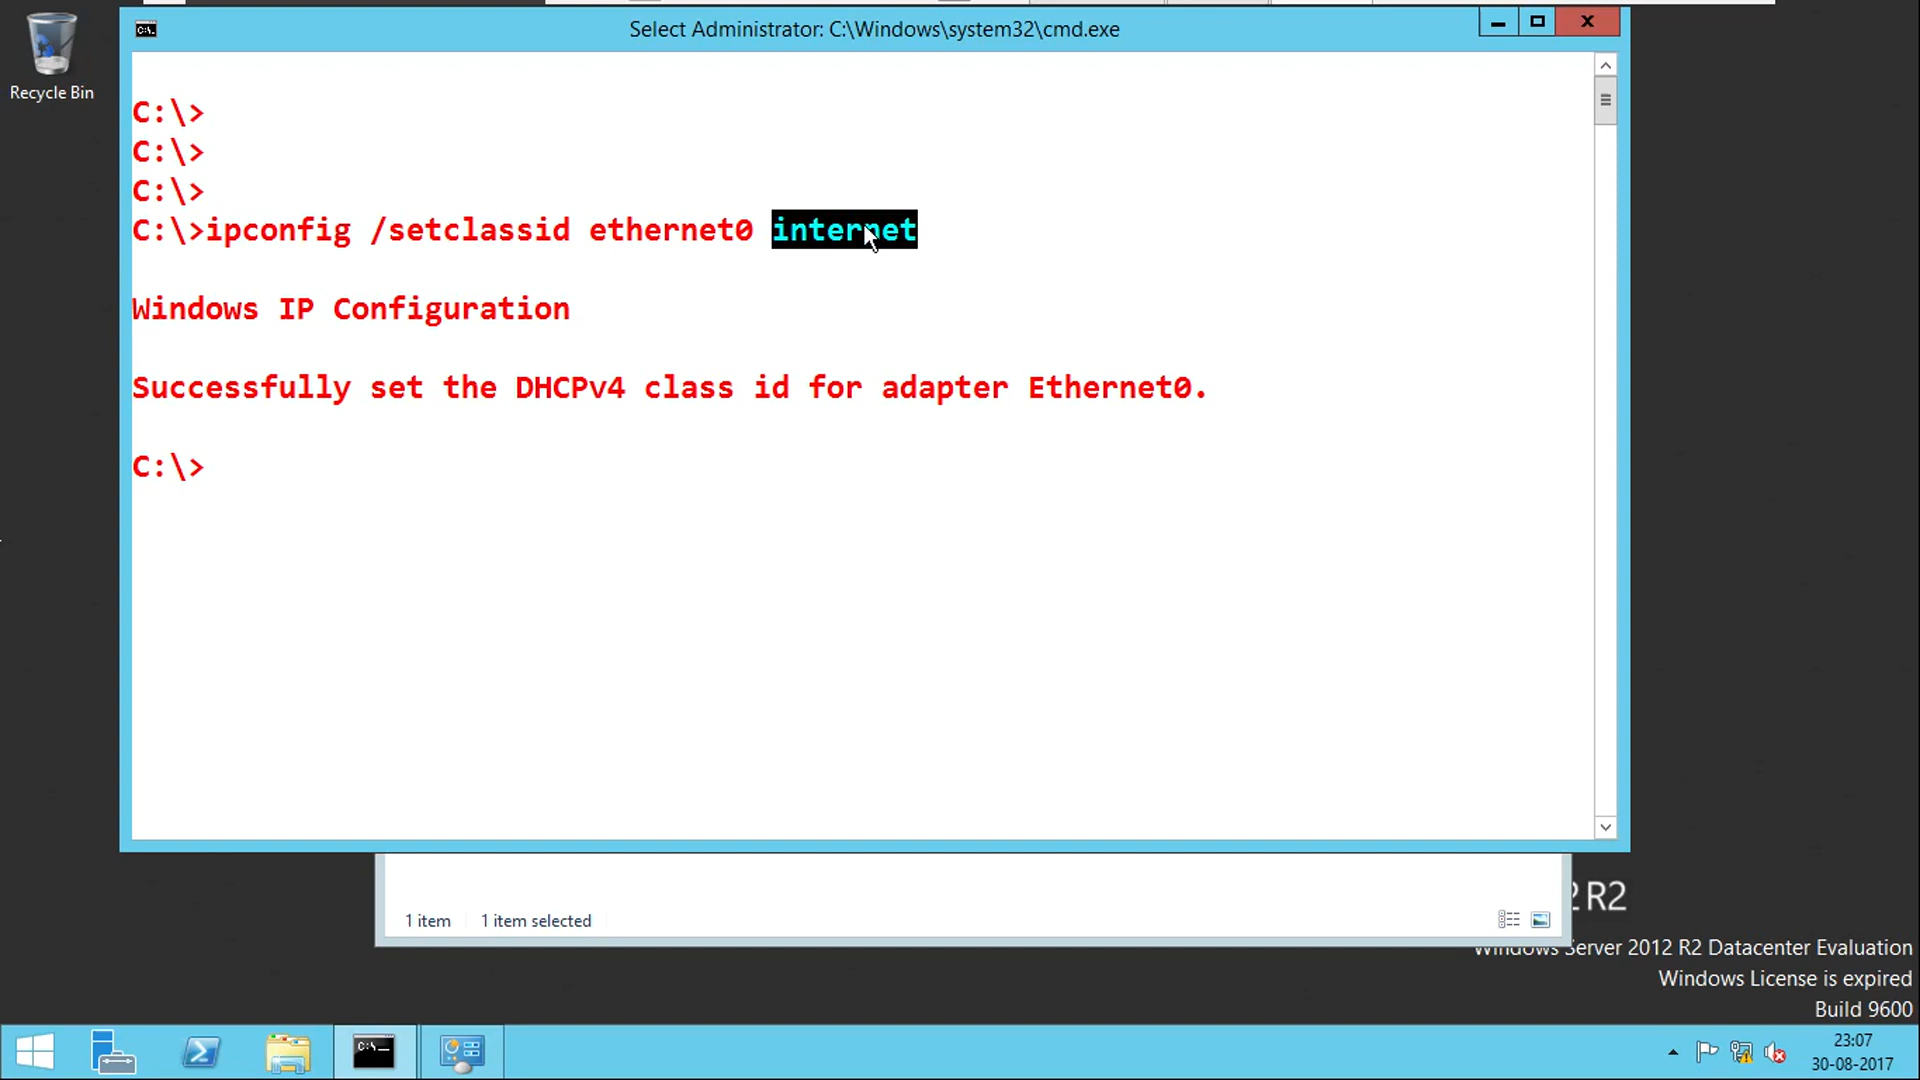 Select Administrator: C:\Windows\system32\cmd.exe
Recycle Bin
C:\>
C:\>
C:\>
C:\>ipconfig /setclassid ethernet0 internet
Windows IP Configuration
Successfully set the DHCPv4 class id for adapter Ethernet0.
C:\>
1 item
1 item selected
2 R2
Windows Server 2012 R2 Datacenter Evaluation
Windows License is expired
Build 9600
23:07
30-08-2017